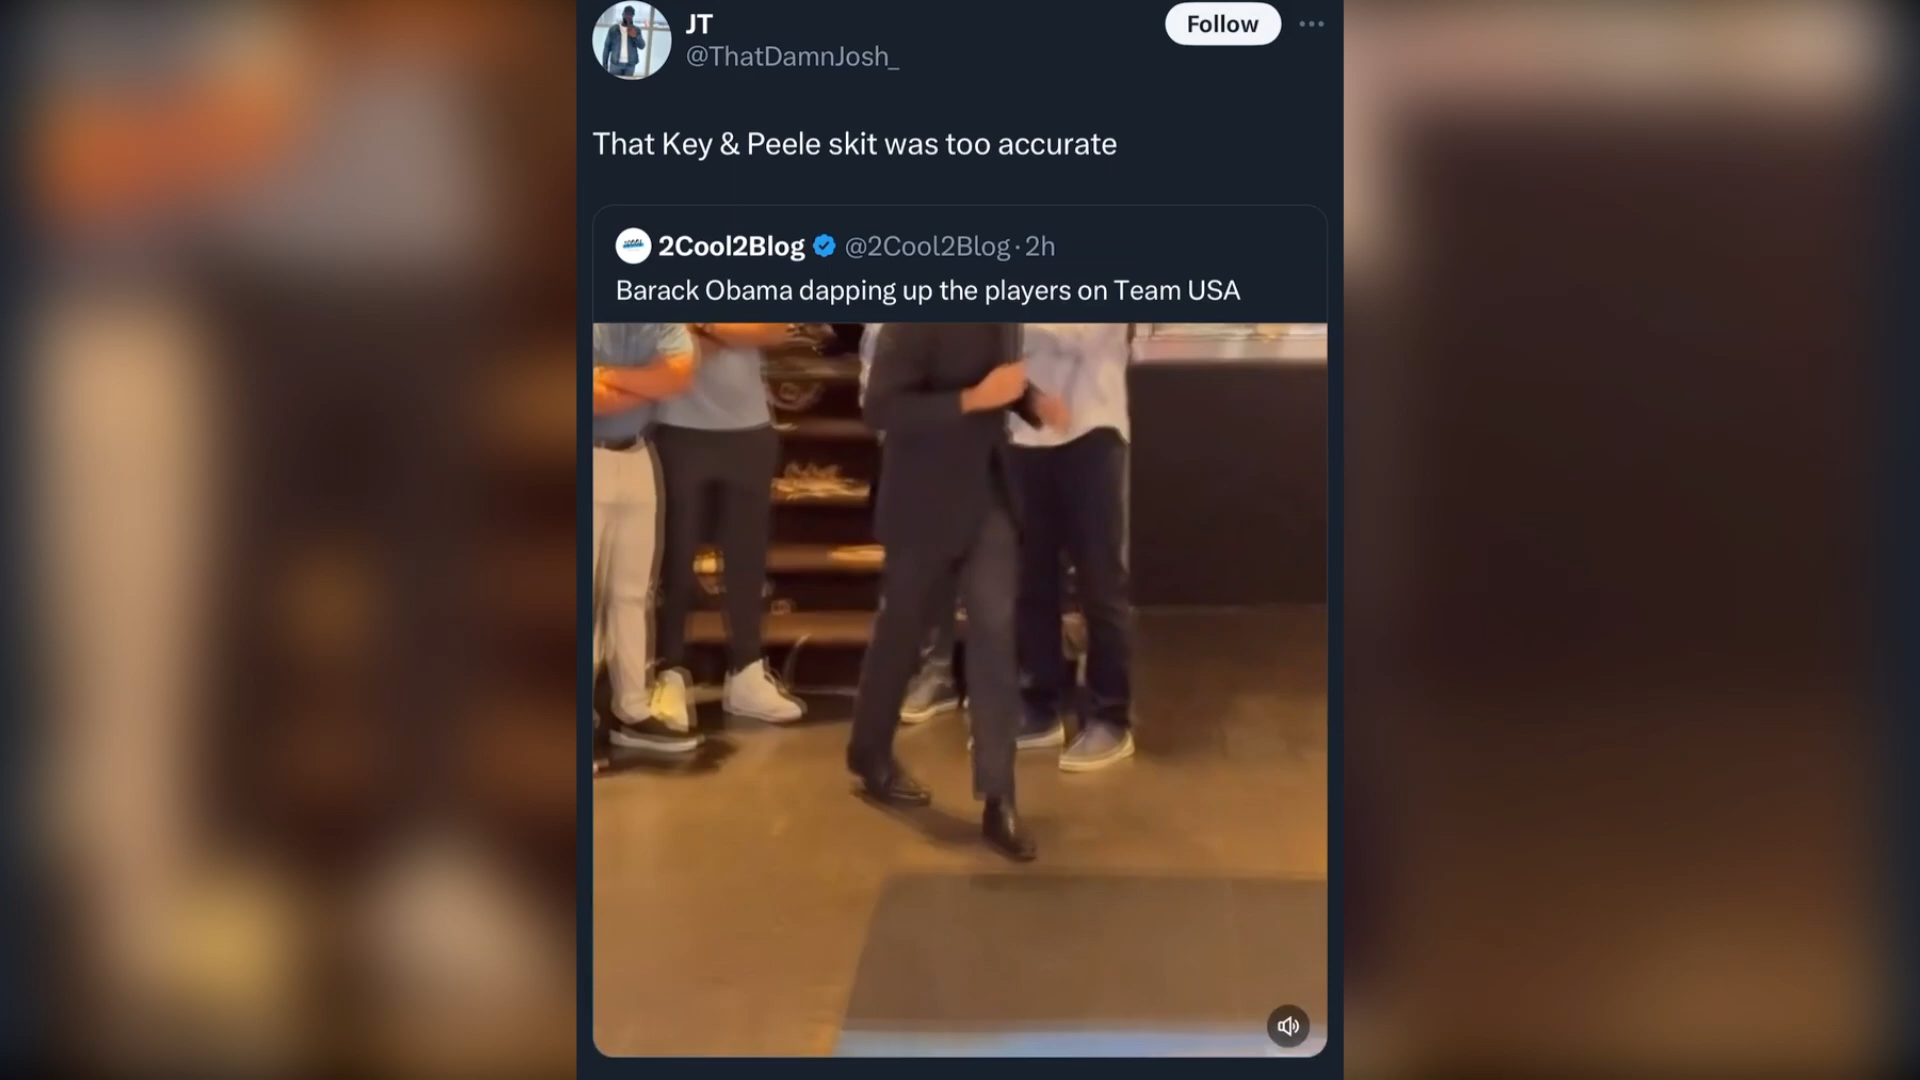 JT
@ThatDamnJosh_
Follow
That Key & Peele skit was too accurate
2Cool2Blog @2Cool2Blog · 2h
Barack Obama dapping up the players on Team USA